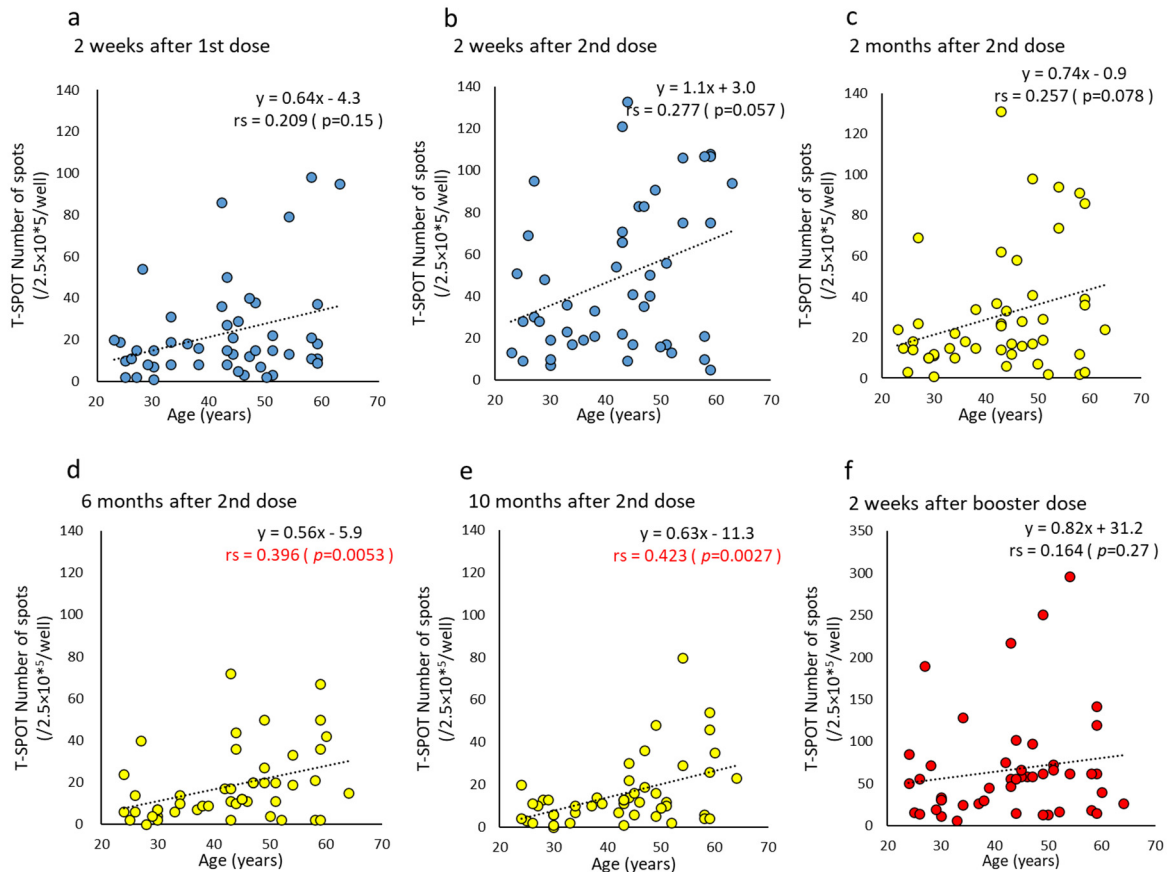 a
2 weeks after 1st dose
y = 0.64x - 4.3
rs = 0.209 ( p=0.15 )
T-SPOT Number of spots
(/2.5×10*5/well)
140
120
100
80
60
40
20
0
20 30 40 50 60 70
Age (years)
b
2 weeks after 2nd dose
y = 1.1x + 3.0
rs = 0.277 ( p=0.057 )
T-SPOT Number of spots
(/2.5×10*5/well)
140
120
100
80
60
40
20
0
20 30 40 50 60 70
Age (years)
c
2 months after 2nd dose
y = 0.74x - 0.9
rs = 0.257 ( p=0.078 )
T-SPOT Number of spots
(/2.5×10*5/well)
140
120
100
80
60
40
20
0
20 30 40 50 60 70
Age (years)
d
6 months after 2nd dose
y = 0.56x - 5.9
rs = 0.396 ( p=0.0053 )
T-SPOT Number of spots
(/2.5×10*⁵/well)
140
120
100
80
60
40
20
0
20 30 40 50 60 70
Age (years)
e
10 months after 2nd dose
y = 0.63x - 11.3
rs = 0.423 ( p=0.0027 )
T-SPOT Number of spots
(/2.5×10*⁵/well)
140
120
100
80
60
40
20
0
20 30 40 50 60 70
Age (years)
f
2 weeks after booster dose
y = 0.82x + 31.2
rs = 0.164 ( p=0.27 )
T-SPOT Number of spots
(/2.5×10*⁵/well)
350
300
250
200
150
100
50
0
20 30 40 50 60 70
Age (years)